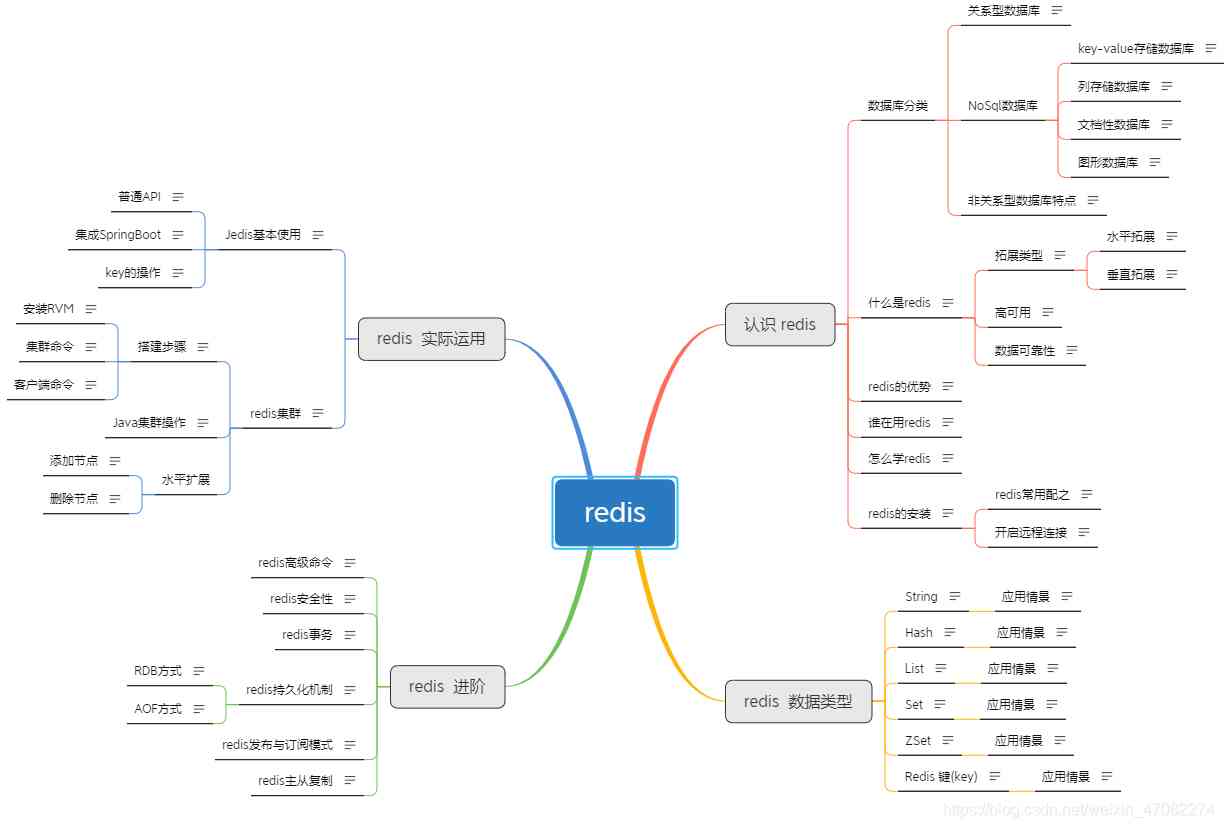 redis
认识 redis
数据库分类
关系型数据库
NoSql数据库
key-value存储数据库
列存储数据库
文档性数据库
图形数据库
非关系型数据库特点
什么是redis
拓展类型
水平拓展
垂直拓展
高可用
数据可靠性
redis的优势
谁在用redis
怎么学redis
redis的安装
redis常用配之
开启远程连接
redis 数据类型
String 应用情景
Hash 应用情景
List 应用情景
Set 应用情景
ZSet 应用情景
Redis 键(key) 应用情景
redis 实际运用
Jedis基本使用
普通API
集成SpringBoot
key的操作
redis集群
搭建步骤
安装RVM
集群命令
客户端命令
Java集群操作
水平扩展
添加节点
删除节点
redis 进阶
redis高级命令
redis安全性
redis事务
redis持久化机制
RDB方式
AOF方式
redis发布与订阅模式
redis主从复制
https://blog.csdn.net/weixin_47082274